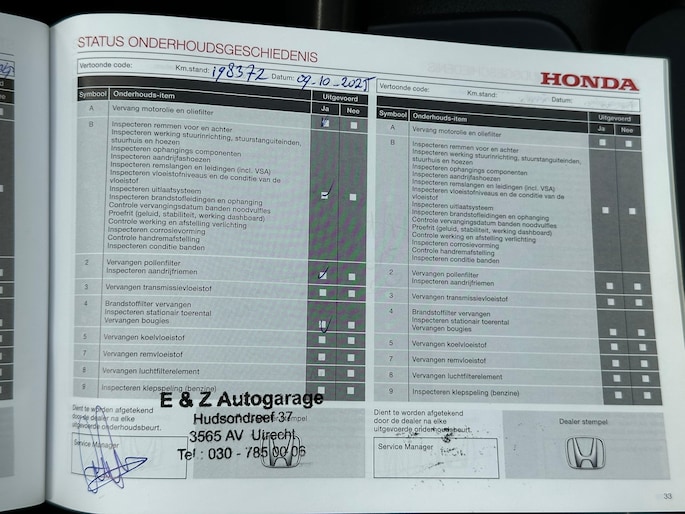 STATUS ONDERHOUDSGESCHIEDENIS
HONDA
Vertoonde code: Km.stand: 198372 Datum: 09-10-2025
Symbool Onderhouds-item Uitgevoerd
Ja Nee
A Vervang motorolie en oliefilter
B Inspecteren remmen voor en achter
Inspecteren werking stuurinrichting, stuurstanguiteinden,
stuurhuis en hoezen
Inspecteren ophangings componenten
Inspecteren aandrijfashoezen
Inspecteren remslangen en leidingen (incl. VSA)
Inspecteren vloeistofniveaus en de conditie van de
vloeistof
Inspecteren uitlaatsysteem
Inspecteren brandstofleidingen en ophanging
Controle vervangingsdatum banden noodvulfles
Proefrit (geluid, stabiliteit, werking dashboard)
Controle werking en afstelling verlichting
Inspecteren corrosievorming
Controle handremafstelling
Inspecteren conditie banden
2 Vervangen pollenfilter
Inspecteren aandrijfriemen
3 Vervangen transmissievloeistof
4 Brandstoffilter vervangen
Inspecteren stationair toerental
Vervangen bougies
5 Vervangen koelvloeistof
7 Vervangen remvloeistof
8 Vervangen luchtfilterelement
9 Inspecteren klepspeling (benzine)
Dient te worden afgetekend
door de dealer na elke
uitgevoerde onderhoudsbeurt.
Service Manager
E & Z Autogarage
Hudsondreef 37
3565 AV Utrecht
Tel : 030 - 785 00 06
Vertoonde code: Km.stand: Datum:
Symbool Onderhouds-item Uitgevoerd
Ja Nee
A Vervang motorolie en oliefilter
B Inspecteren remmen voor en achter
Inspecteren werking stuurinrichting, stuurstanguiteinden,
stuurhuis en hoezen
Inspecteren ophangings componenten
Inspecteren aandrijfashoezen
Inspecteren remslangen en leidingen (incl. VSA)
Inspecteren vloeistofniveaus en de conditie van de
vloeistof
Inspecteren uitlaatsysteem
Inspecteren brandstofleidingen en ophanging
Controle vervangingsdatum banden noodvulfles
Proefrit (geluid, stabiliteit, werking dashboard)
Controle werking en afstelling verlichting
Inspecteren corrosievorming
Controle handremafstelling
Inspecteren conditie banden
2 Vervangen pollenfilter
Inspecteren aandrijfriemen
3 Vervangen transmissievloeistof
4 Brandstoffilter vervangen
Inspecteren stationair toerental
Vervangen bougies
5 Vervangen koelvloeistof
7 Vervangen remvloeistof
8 Vervangen luchtfilterelement
9 Inspecteren klepspeling (benzine)
Dient te worden afgetekend
door de dealer na elke
uitgevoerde onderhoudsbeurt.
Service Manager
Dealer stempel
33